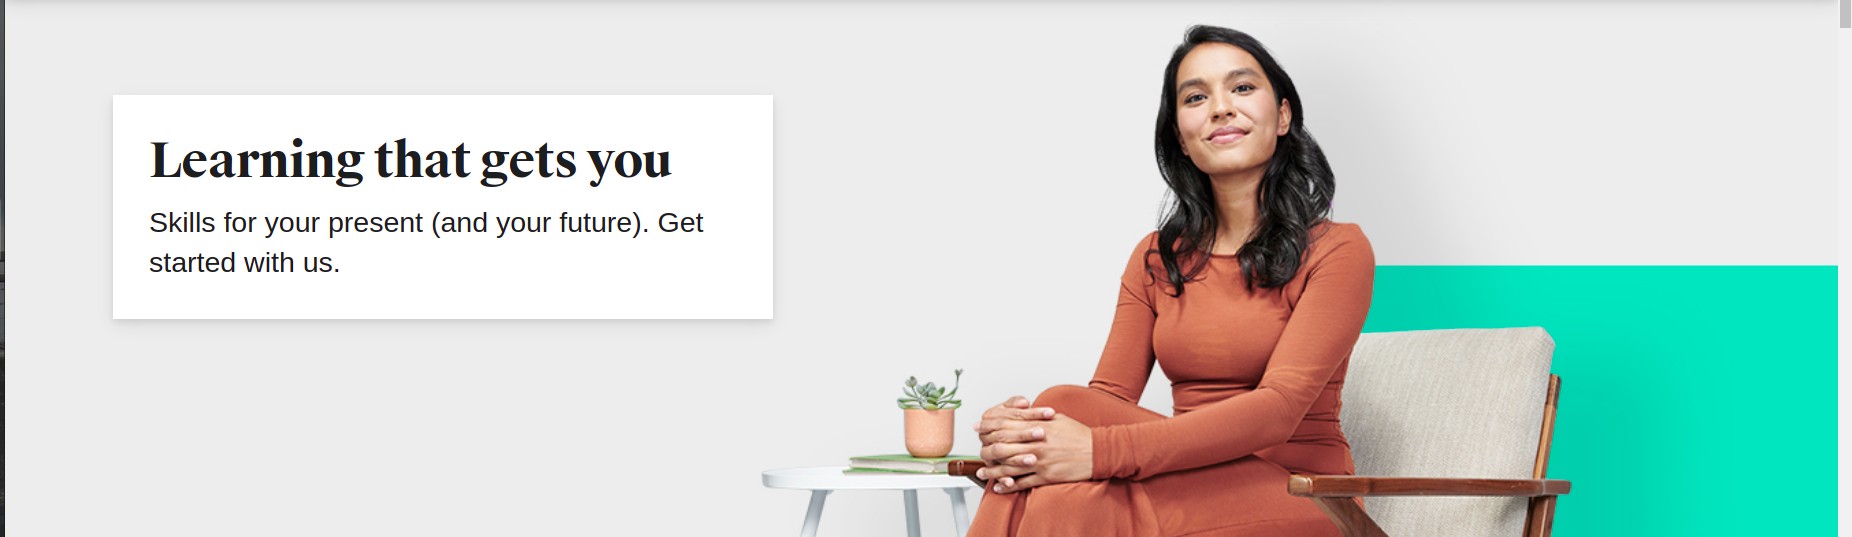 Learning that gets you
Skills for your present (and your future). Get
started with us.